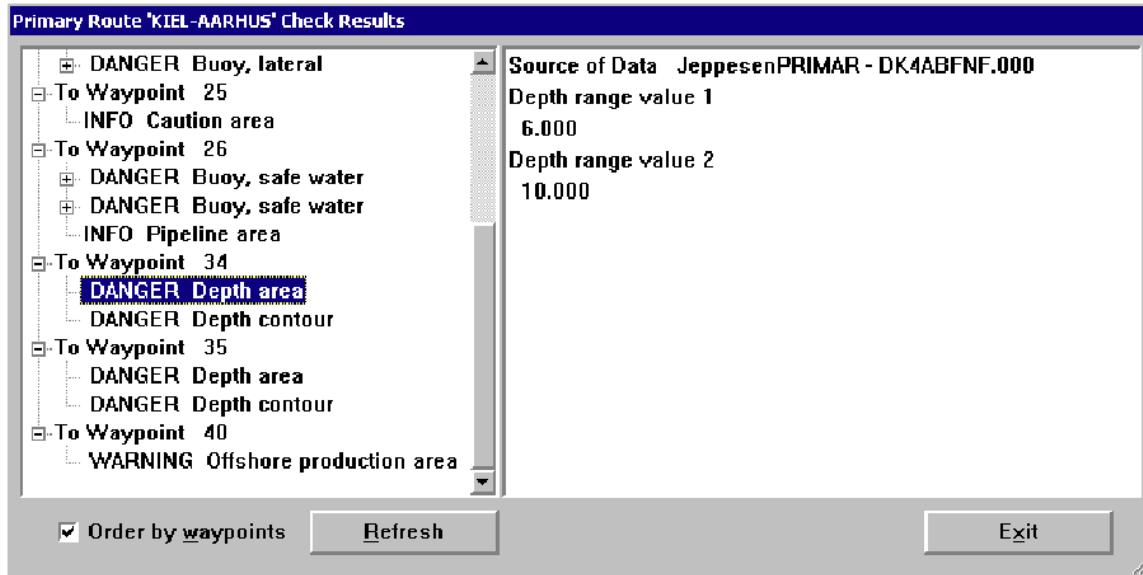 Primary Route 'KIEL-AARHUS' Check Results
DANGER Buoy, lateral
To Waypoint 25
INFO Caution area
To Waypoint 26
DANGER Buoy, safe water
DANGER Buoy, safe water
INFO Pipeline area
To Waypoint 34
DANGER Depth area
DANGER Depth contour
To Waypoint 35
DANGER Depth area
DANGER Depth contour
To Waypoint 40
WARNING Offshore production area
Source of Data JeppesenPRIMAR - DK4ABFNF.000
Depth range value 1
6.000
Depth range value 2
10.000
Order by waypoints
Refresh
Exit